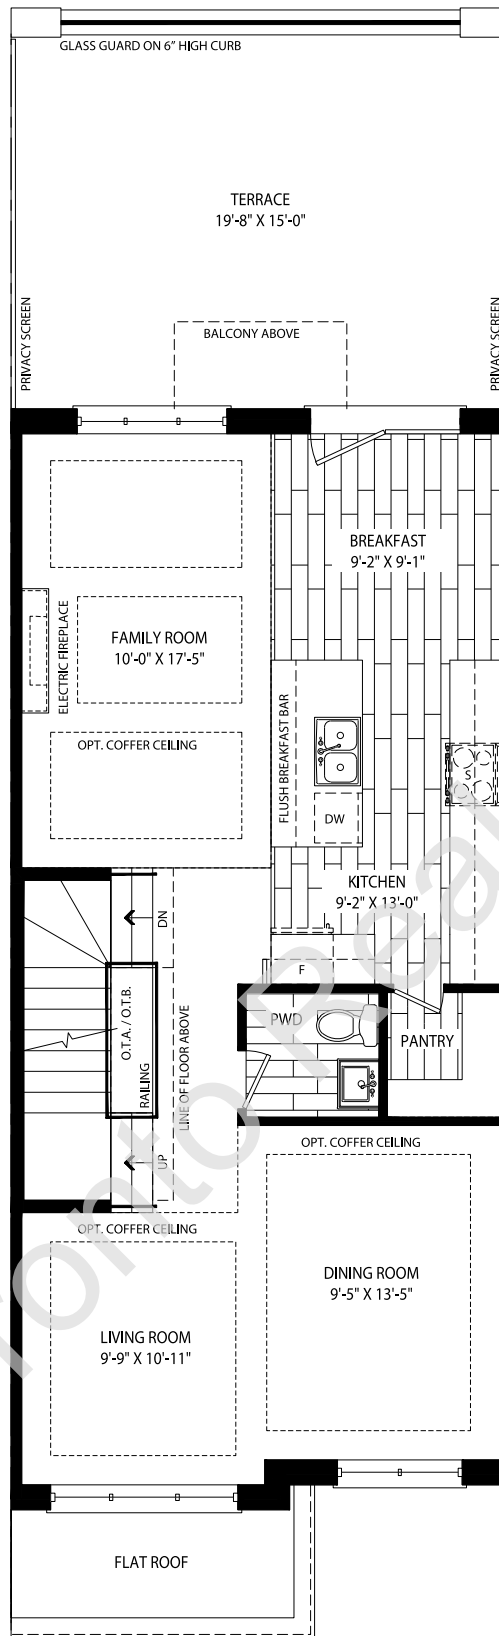 GLASS GUARD ON 6" HIGH CURB
TERRACE
19'-8" X 15'-0"
PRIVACY SCREEN
PRIVACY SCREEN
BALCONY ABOVE
BREAKFAST
9'-2" X 9'-1"
FAMILY ROOM
10'-0" X 17'-5"
ELECTRIC FIREPLACE
OPT. COFFER CEILING
FLUSH BREAKFAST BAR
DW
S
KITCHEN
9'-2" X 13'-0"
DN
F
O.T.A. / O.T.B.
RAILING
LINE OF FLOOR ABOVE
PWD
PANTRY
UP
OPT. COFFER CEILING
OPT. COFFER CEILING
DINING ROOM
9'-5" X 13'-5"
LIVING ROOM
9'-9" X 10'-11"
FLAT ROOF